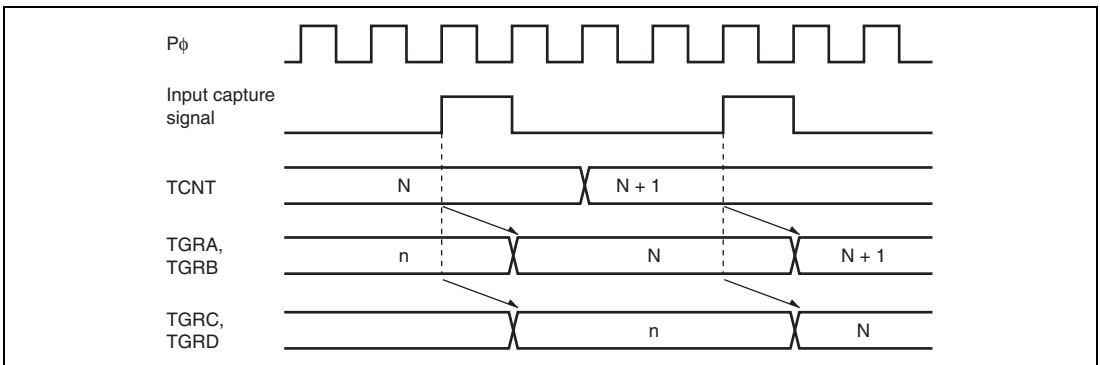 Pϕ
Input capture
signal
TCNT
N
N + 1
TGRA,
TGRB
n
N
N + 1
TGRC,
TGRD
n
N